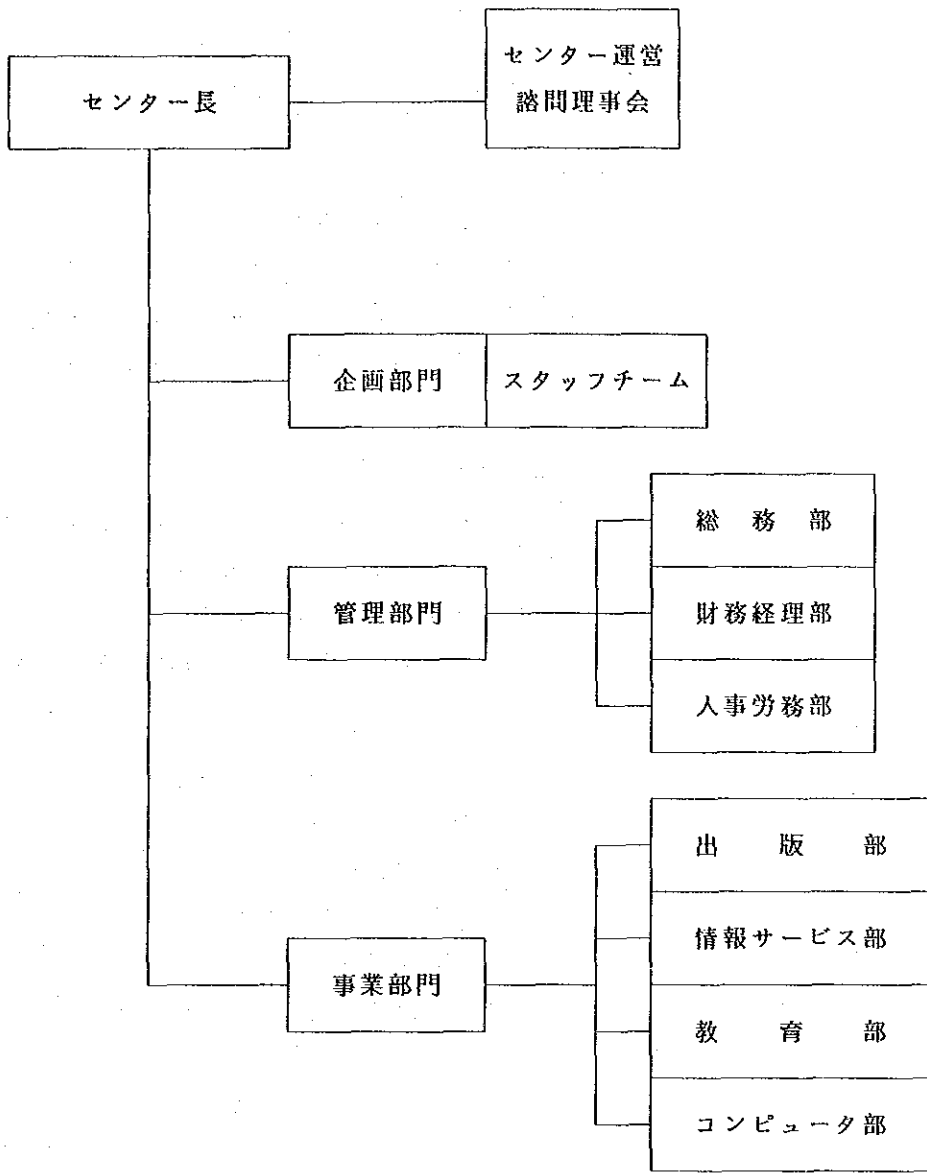 センター長
センター運営
諮問理事会
企画部門
スタッフチーム
管理部門
総務部
財務経理部
人事労務部
事業部門
出版部
情報サービス部
教育部
コンピュータ部